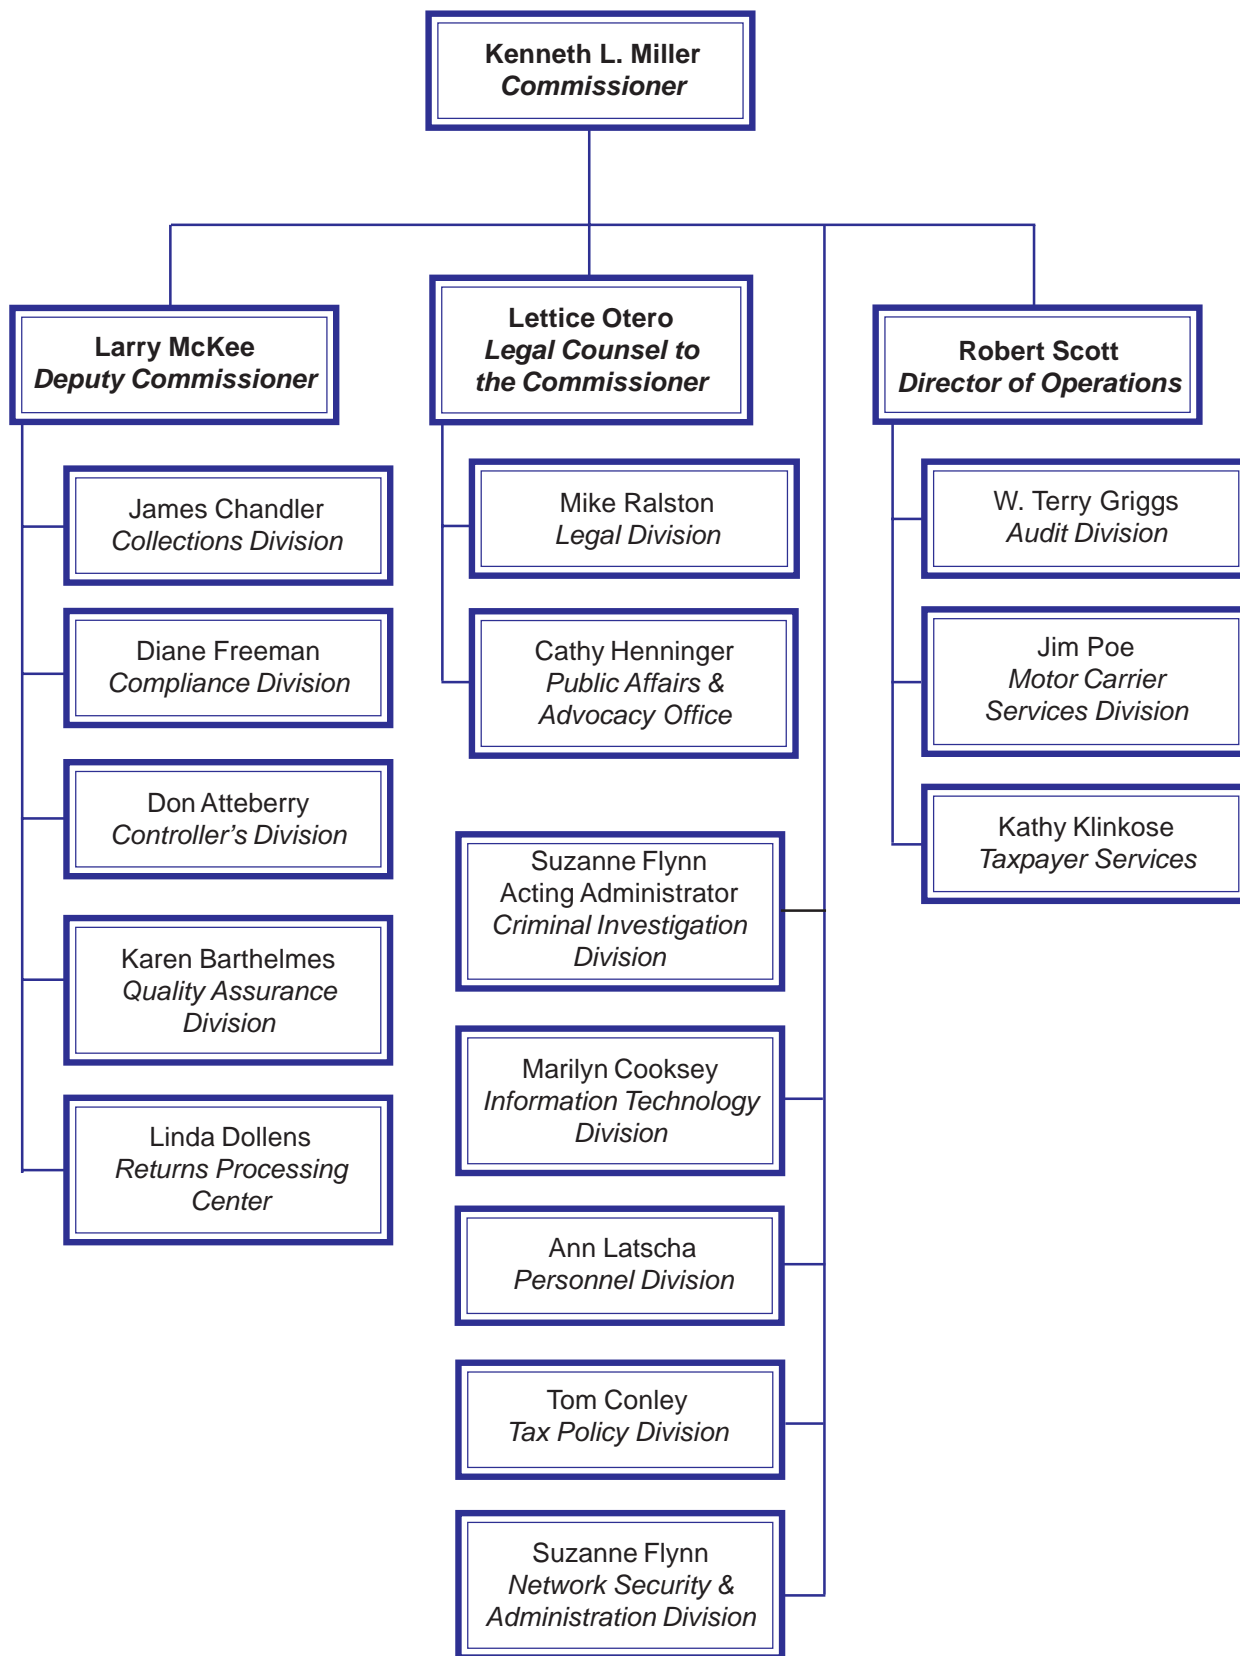 Kenneth L. Miller
Commissioner
Larry McKee
Deputy Commissioner
James Chandler
Collections Division
Diane Freeman
Compliance Division
Don Atteberry
Controller's Division
Karen Barthelmes
Quality Assurance
Division
Linda Dollens
Returns Processing
Center
Lettice Otero
Legal Counsel to
the Commissioner
Mike Ralston
Legal Division
Cathy Henninger
Public Affairs &
Advocacy Office
Suzanne Flynn
Acting Administrator
Criminal Investigation
Division
Marilyn Cooksey
Information Technology
Division
Ann Latscha
Personnel Division
Tom Conley
Tax Policy Division
Suzanne Flynn
Network Security &
Administration Division
Robert Scott
Director of Operations
W. Terry Griggs
Audit Division
Jim Poe
Motor Carrier
Services Division
Kathy Klinkose
Taxpayer Services